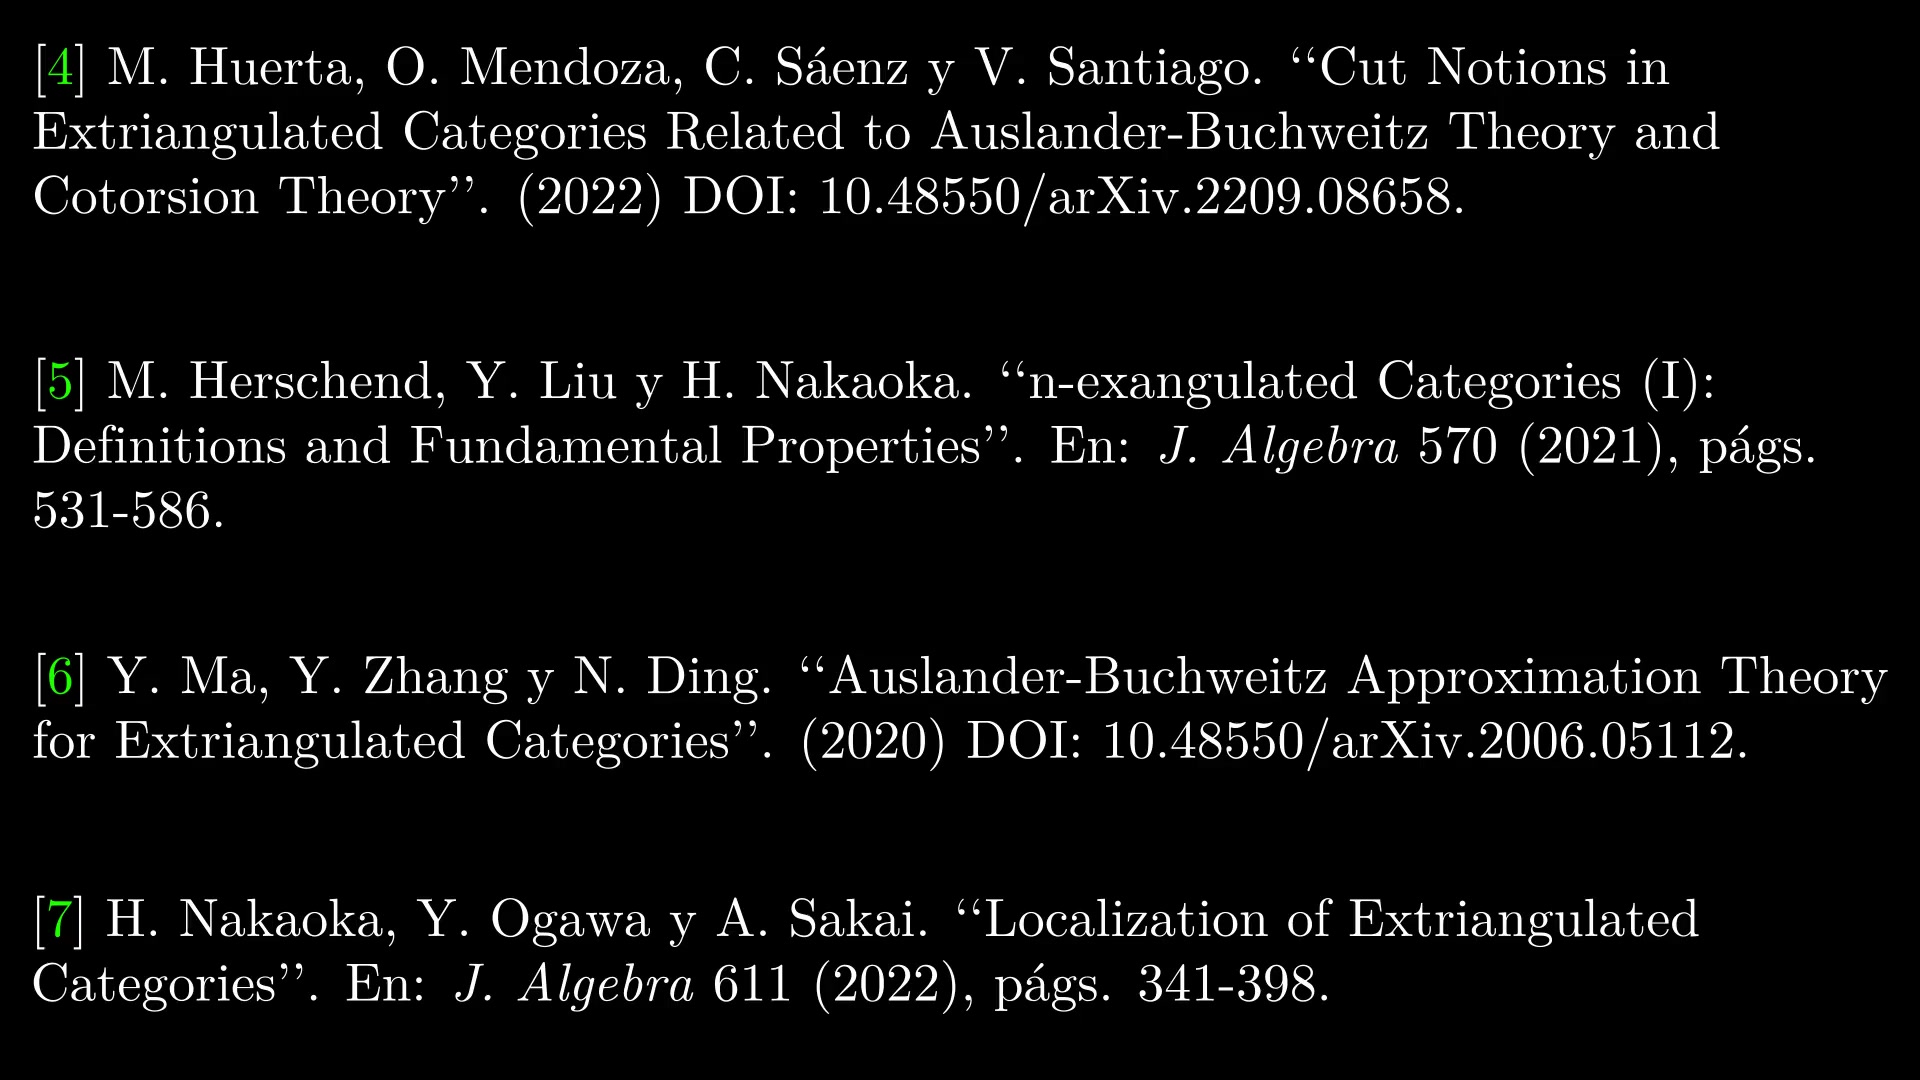 [4] M. Huerta, O. Mendoza, C. Sáenz y V. Santiago. ‘‘Cut Notions in
Extriangulated Categories Related to Auslander-Buchweitz Theory and
Cotorsion Theory’’. (2022) DOI: 10.48550/arXiv.2209.08658.
[5] M. Herschend, Y. Liu y H. Nakaoka. ‘‘n-exangulated Categories (I):
Definitions and Fundamental Properties’’. En: J. Algebra 570 (2021), págs.
531-586.
[6] Y. Ma, Y. Zhang y N. Ding. ‘‘Auslander-Buchweitz Approximation Theory
for Extriangulated Categories’’. (2020) DOI: 10.48550/arXiv.2006.05112.
[7] H. Nakaoka, Y. Ogawa y A. Sakai. ‘‘Localization of Extriangulated
Categories’’. En: J. Algebra 611 (2022), págs. 341-398.